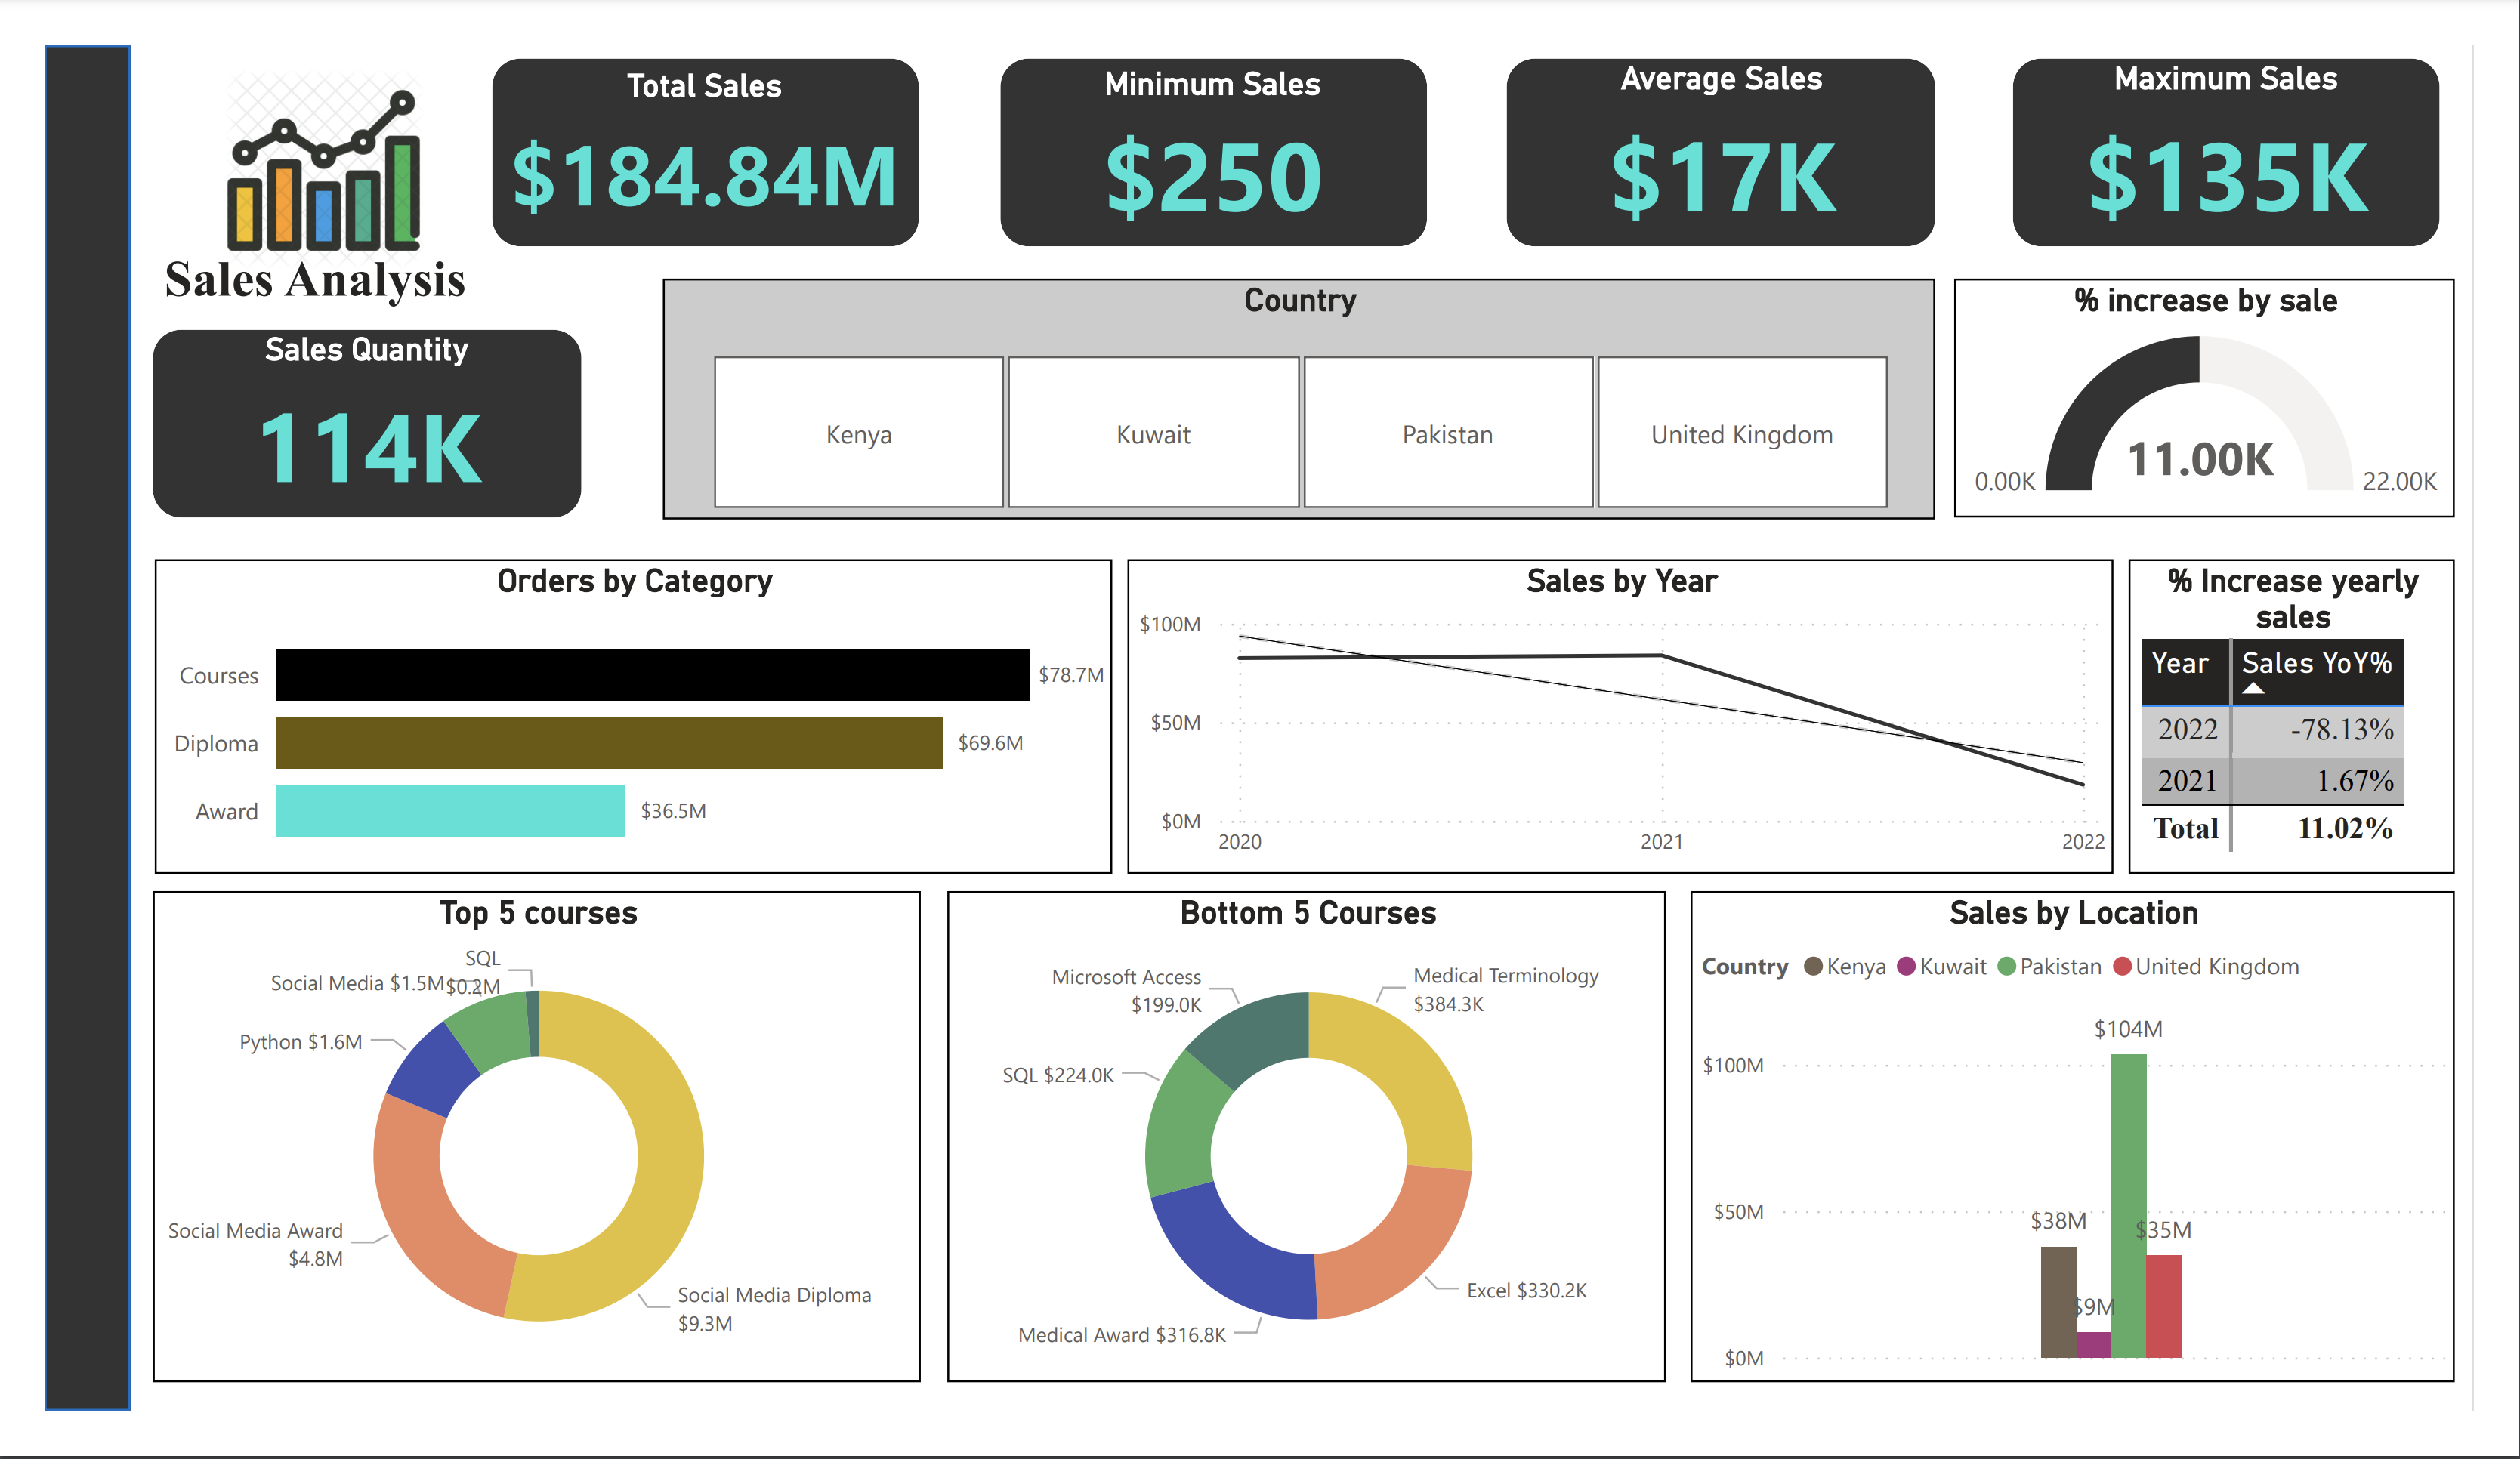 Sales Analysis
Total Sales
$184.84M
Minimum Sales
$250
Average Sales
$17K
Maximum Sales
$135K
Sales Quantity
114K
Country
Kenya
Kuwait
Pakistan
United Kingdom
% increase by sale
11.00K
0.00K
22.00K
Orders by Category
Courses
$78.7M
Diploma
$69.6M
Award
$36.5M
Sales by Year
$100M
$50M
$0M
2020
2021
2022
% Increase yearly
sales
Year Sales YoY%
2022 -78.13%
2021 1.67%
Total 11.02%
Top 5 courses
SQL
$0.2M
Social Media $1.5M
Python $1.6M
Social Media Award
$4.8M
Social Media Diploma
$9.3M
Bottom 5 Courses
Microsoft Access
$199.0K
Medical Terminology
$384.3K
SQL $224.0K
Excel $330.2K
Medical Award $316.8K
Sales by Location
Country Kenya Kuwait Pakistan United Kingdom
$104M
$100M
$50M
$38M
$35M
$9M
$0M